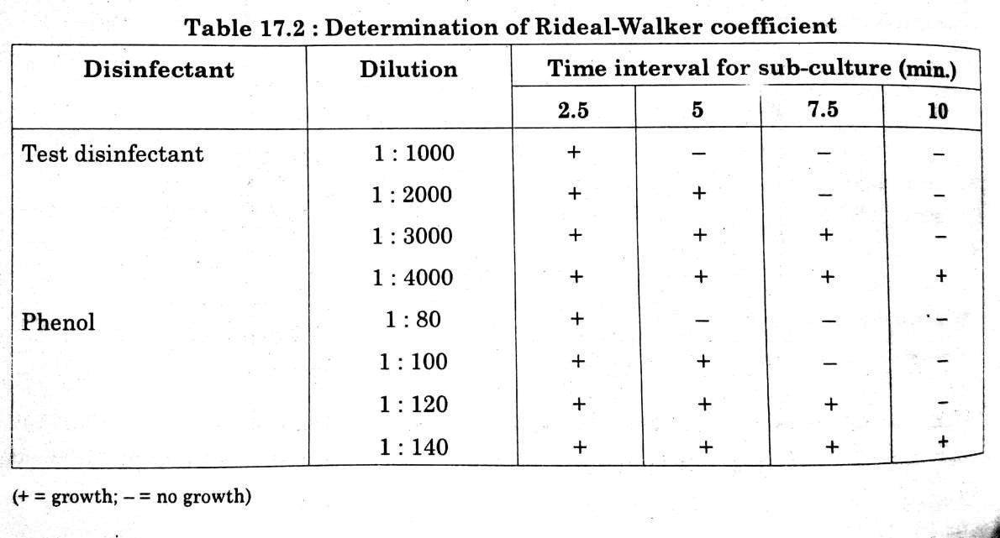 Table 17.2 : Determination of Rideal-Walker coefficient
Disinfectant Dilution Time interval for sub-culture (min.)
2.5 5 7.5 10
Test disinfectant 1 : 1000 + – – –
1 : 2000 + + – –
1 : 3000 + + + –
1 : 4000 + + + +
Phenol 1 : 80 + – – –
1 : 100 + + – –
1 : 120 + + + –
1 : 140 + + + +
(+ = growth; – = no growth)